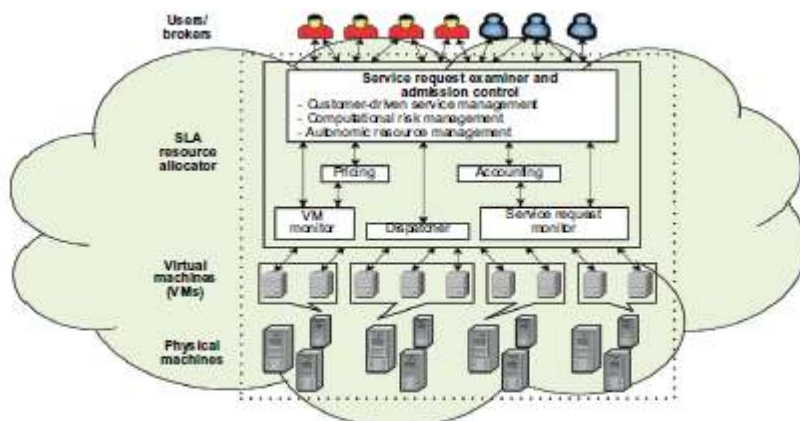 Users/
brokers
Service request examiner and
admission control
- Customer-driven service management
- Computational risk management
- Autonomic resource management
SLA
resource
allocator
Pricing
Accounting
VM
monitor
Dispatcher
Service request
monitor
Virtual
machines
(VMs)
Physical
machines